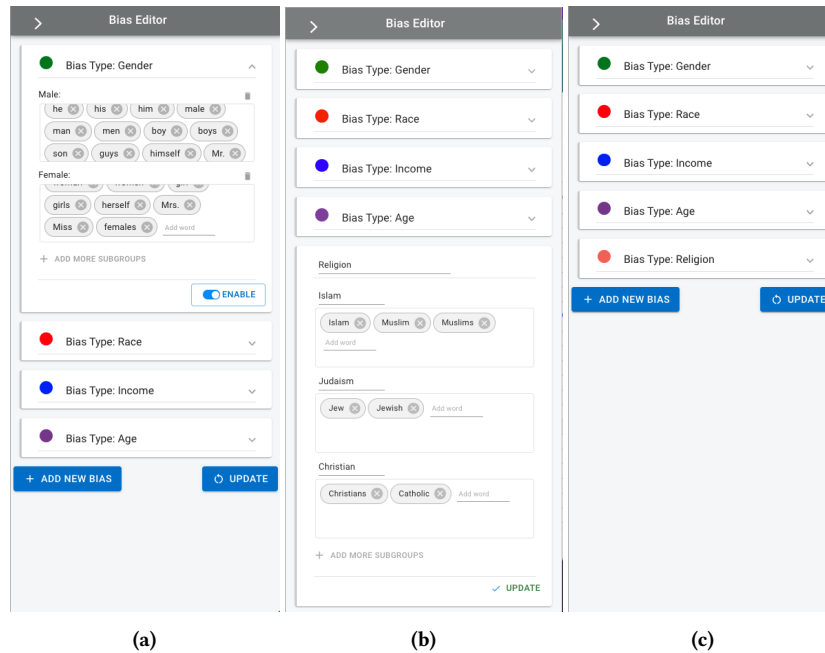 Bias Editor
Bias Type: Gender
Male:
he his him male
man men boy boys
son guys himself Mr.
Female:
girls herself Mrs.
Miss females Add word
+ ADD MORE SUBGROUPS
ENABLE
Bias Type: Race
Bias Type: Income
Bias Type: Age
+ ADD NEW BIAS UPDATE
(a)
Bias Editor
Bias Type: Gender
Bias Type: Race
Bias Type: Income
Bias Type: Age
Religion
Islam
Islam Muslim Muslims
Add word
Judaism
Jew Jewish Add word
Christian
Christians Catholic Add word
+ ADD MORE SUBGROUPS
UPDATE
(b)
Bias Editor
Bias Type: Gender
Bias Type: Race
Bias Type: Income
Bias Type: Age
Bias Type: Religion
+ ADD NEW BIAS UPDATE
(c)